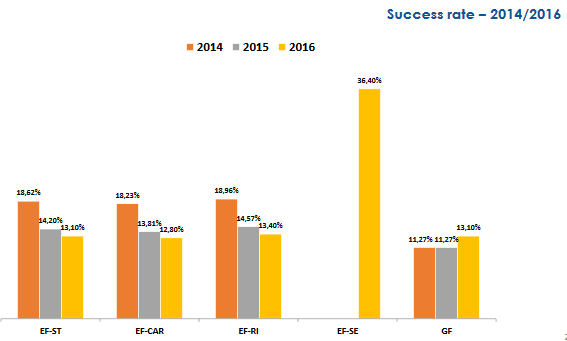 Success rate – 2014/2016
2014 2015 2016
36,40%
18,62% 18,23% 18,96%
14,20% 13,81% 14,57%
13,10% 12,80% 13,40% 11,27% 11,27% 13,10%
EF-ST EF-CAR EF-RI EF-SE GF